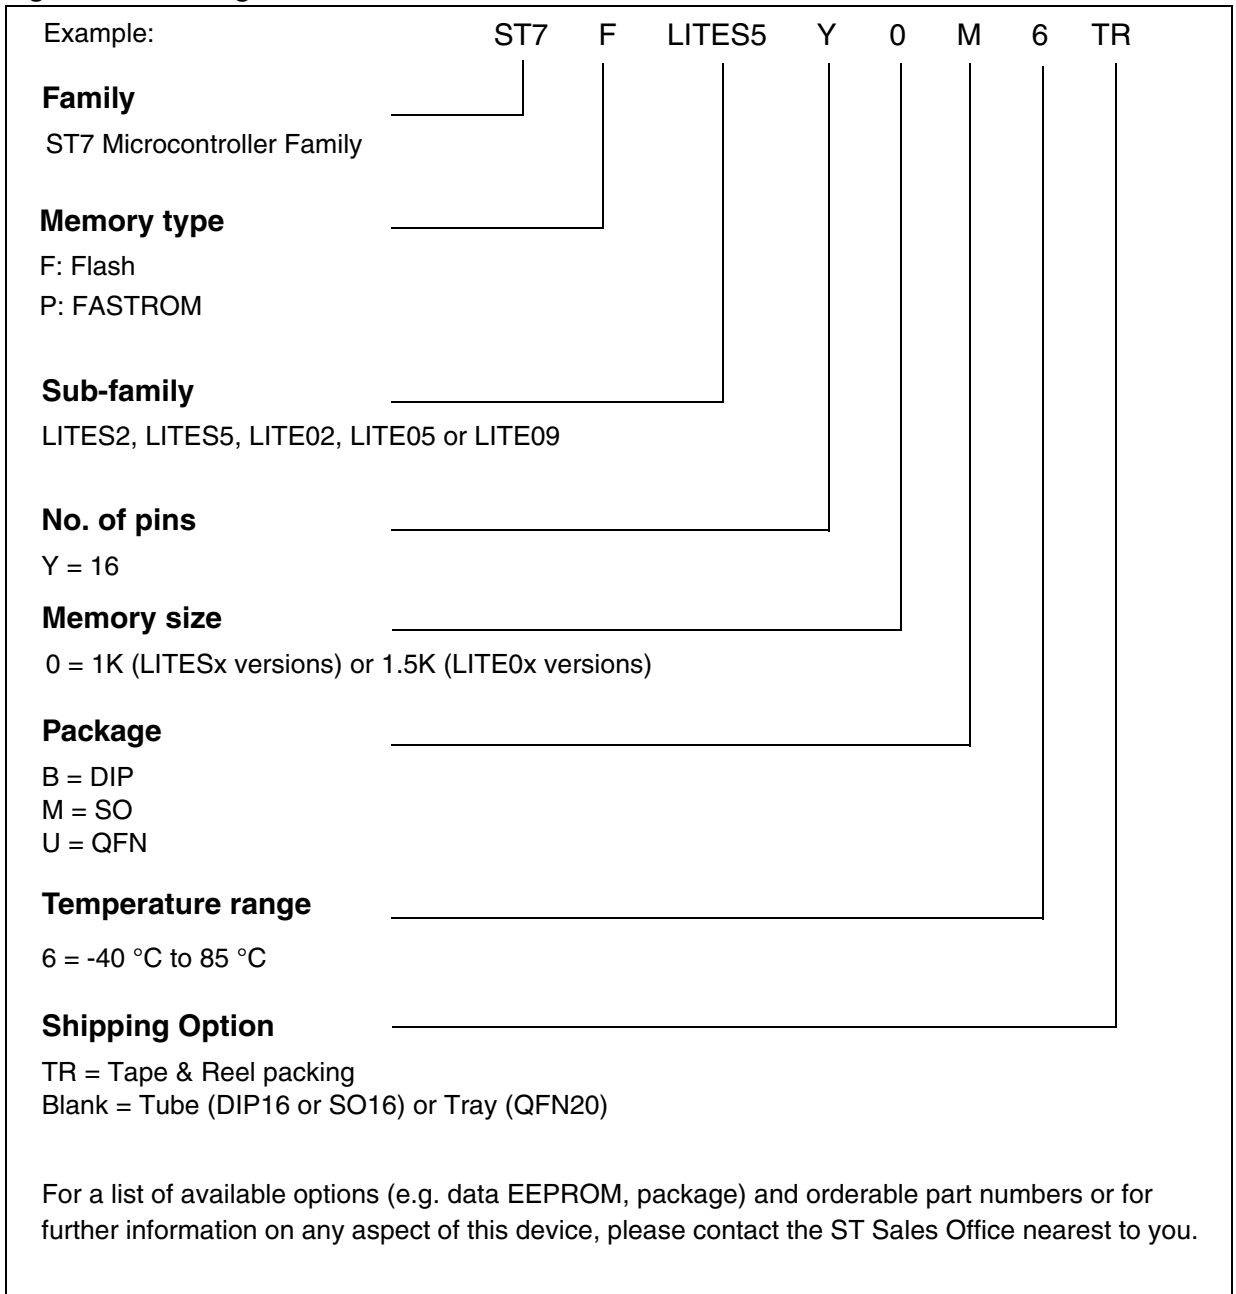 Example: ST7 F LITES5 Y 0 M 6 TR
Family
ST7 Microcontroller Family
Memory type
F: Flash
P: FASTROM
Sub-family
LITES2, LITES5, LITE02, LITE05 or LITE09
No. of pins
Y = 16
Memory size
0 = 1K (LITESx versions) or 1.5K (LITE0x versions)
Package
B = DIP
M = SO
U = QFN
Temperature range
6 = -40 °C to 85 °C
Shipping Option
TR = Tape & Reel packing
Blank = Tube (DIP16 or SO16) or Tray (QFN20)
For a list of available options (e.g. data EEPROM, package) and orderable part numbers or for
further information on any aspect of this device, please contact the ST Sales Office nearest to you.